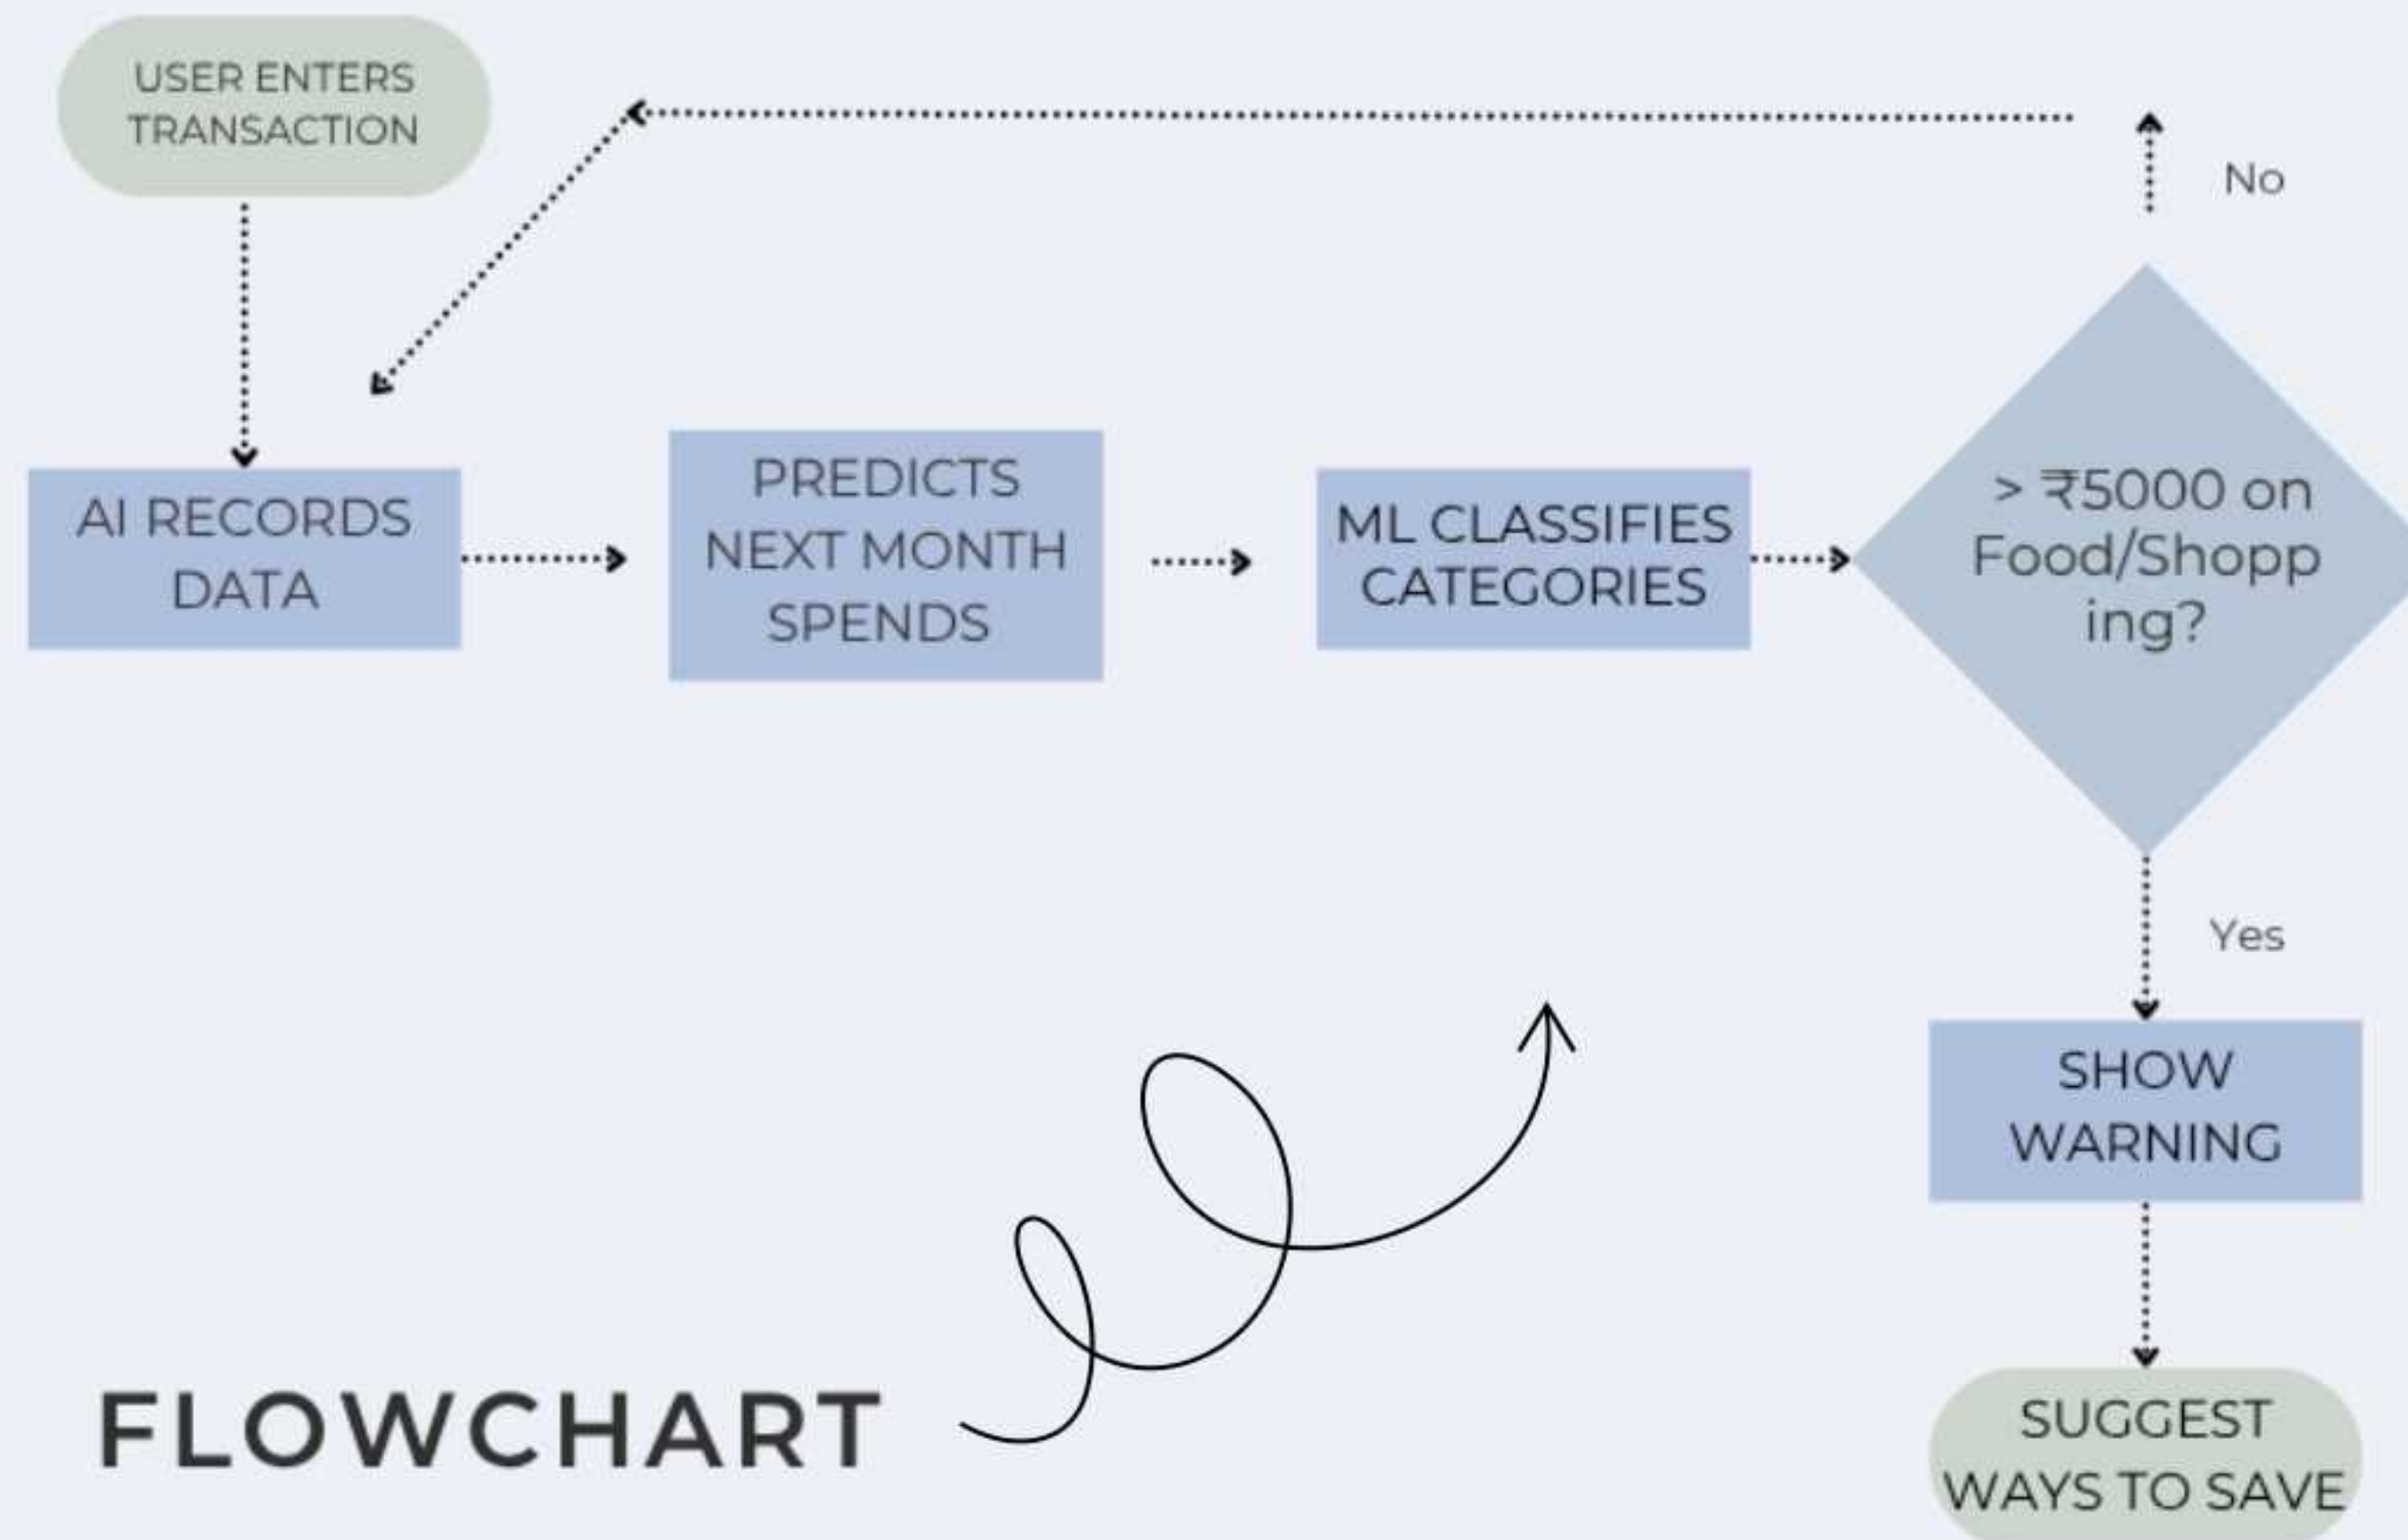 USER ENTERS
TRANSACTION
No
AI RECORDS
DATA
PREDICTS
NEXT MONTH
SPENDS
ML CLASSIFIES
CATEGORIES
> ₹5000 on
Food/Shopp
ing?
Yes
SHOW
WARNING
SUGGEST
WAYS TO SAVE
FLOWCHART